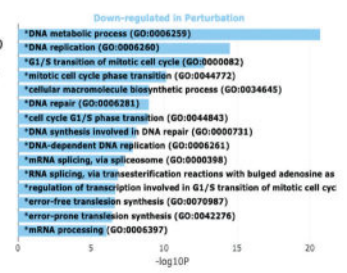 Down-regulated in Perturbation
*DNA metabolic process (GO:0006259)
*DNA replication (GO:0006260)
*G1/S transition of mitotic cell cycle (GO:0000082)
*mitotic cell cycle phase transition (GO:0044772)
*cellular macromolecule biosynthetic process (GO:0034645)
*DNA repair (GO:0006281)
*cell cycle G1/S phase transition (GO:0044843)
*DNA synthesis involved in DNA repair (GO:0000731)
*DNA-dependent DNA replication (GO:0006261)
*mRNA splicing, via spliceosome (GO:0000398)
*RNA splicing, via transesterification reactions with bulged adenosine as
*regulation of transcription involved in G1/S transition of mitotic cell cyc
*error-free translesion synthesis (GO:0070987)
*error-prone translesion synthesis (GO:0042276)
*mRNA processing (GO:0006397)
0 5 10 15 20
-log10P